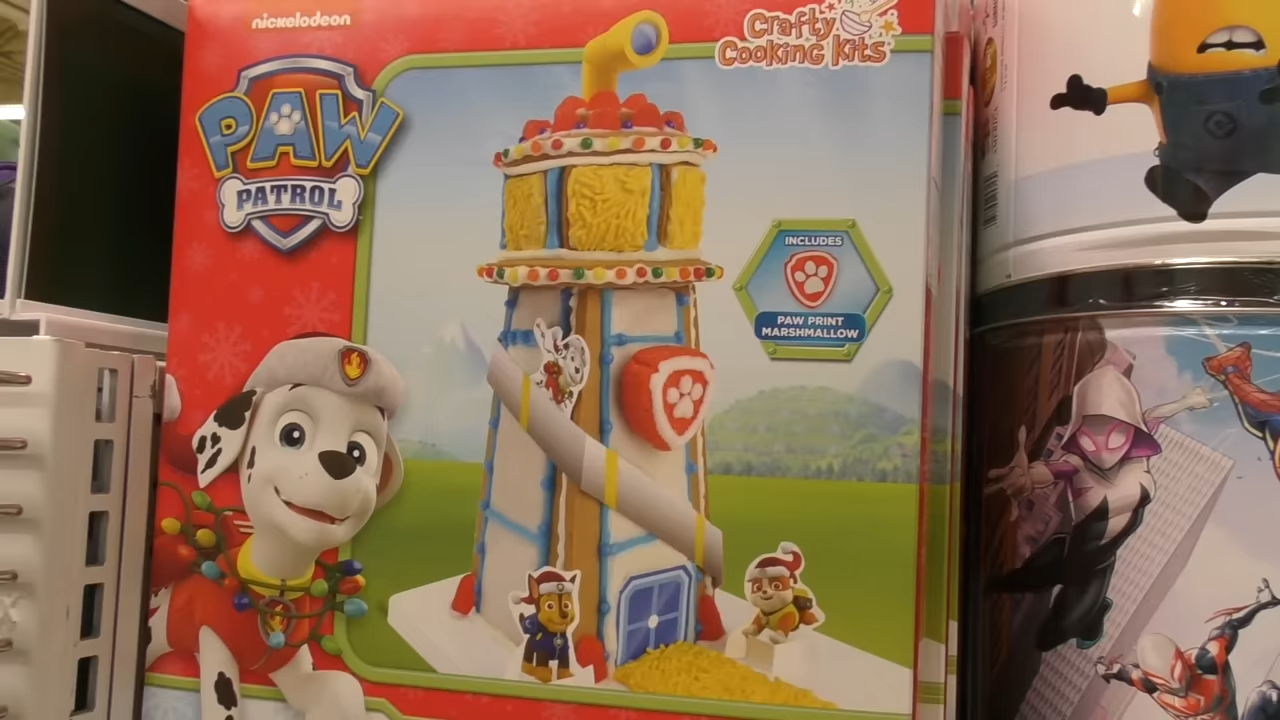 nickelodeon
PAW
PATROL
Crafty
Cooking Kits
INCLUDES
PAW PRINT
MARSHMALLOW